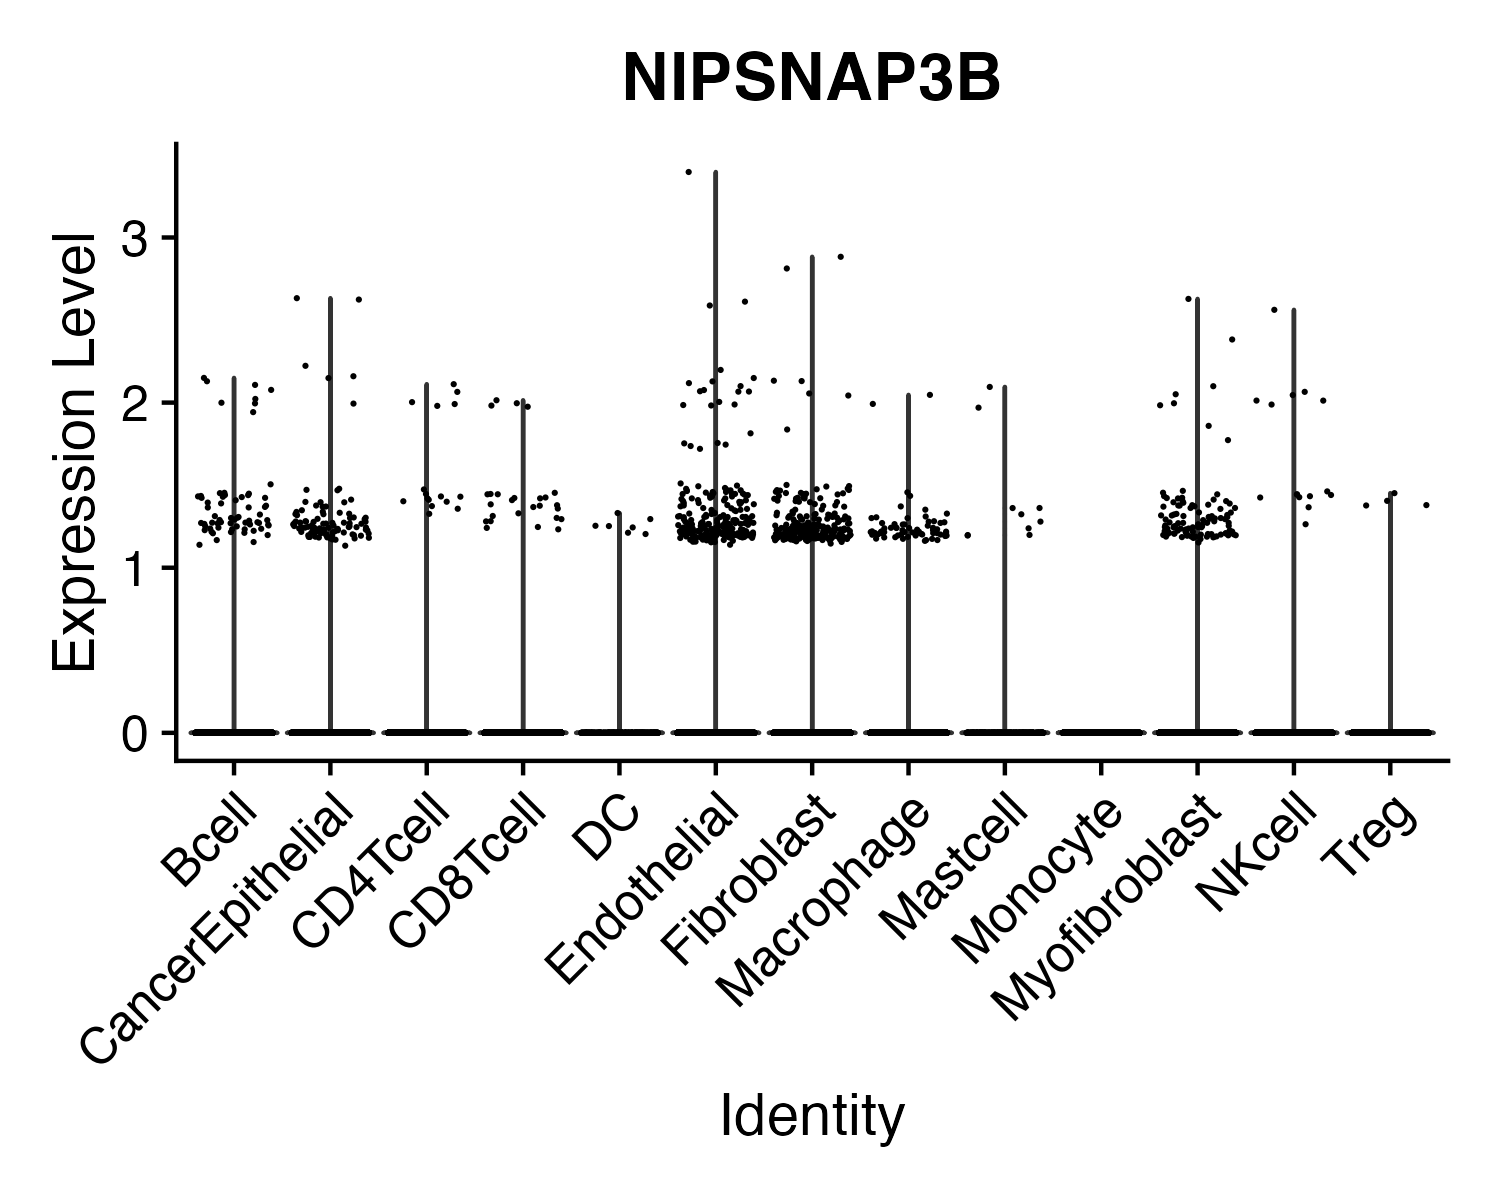 NIPSNAP3B
Expression Level
3
2
1
0
Bcell
CancerEpithelial
CD4Tcell
CD8Tcell
DC
Endothelial
Fibroblast
Macrophage
Mastcell
Monocyte
Myofibroblast
NKcell
Treg
Identity